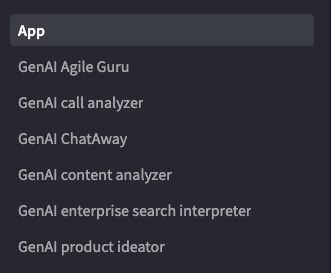 App
GenAI Agile Guru
GenAI call analyzer
GenAI ChatAway
GenAI content analyzer
GenAI enterprise search interpreter
GenAI product ideator